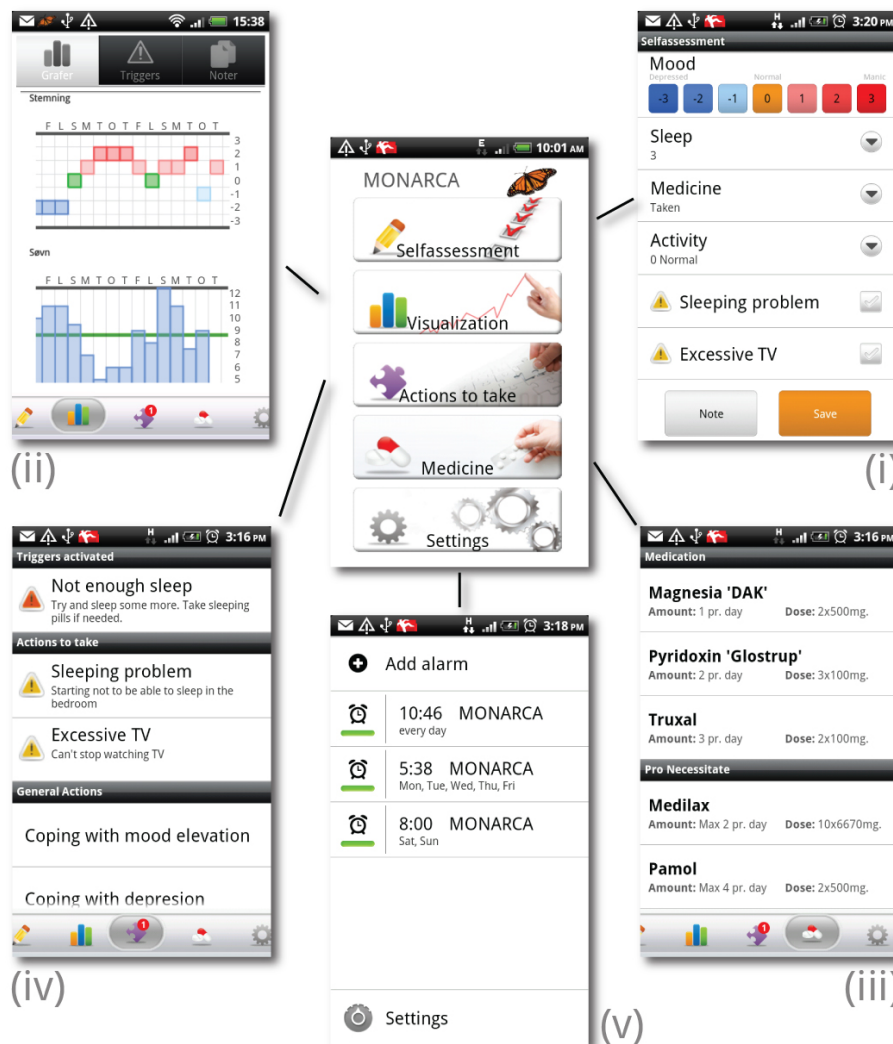 15:38
Grafer
Triggers
Noter
Stemning
F L S M T O T F L S M T O T
3
2
1
0
-1
-2
-3
Søvn
F L S M T O T F L S M T O T
12
11
10
9
8
7
6
5
1
(ii)
E
10:01 AM
MONARCA
Selfassessment
Visualization
Actions to take
Medicine
Settings
H
3:20 PM
Selfassessment
Mood
Depressed Normal Manic
-3 -2 -1 0 1 2 3
Sleep
3
Medicine
Taken
Activity
0 Normal
Sleeping problem
Excessive TV
Note
Save
(i)
H
3:16 PM
Triggers activated
Not enough sleep
Try and sleep some more. Take sleeping
pills if needed.
Actions to take
Sleeping problem
Starting not to be able to sleep in the
bedroom
Excessive TV
Can't stop watching TV
General Actions
Coping with mood elevation
Coping with depresion
1
(iv)
H
3:18 PM
Add alarm
10:46 MONARCA
every day
5:38 MONARCA
Mon, Tue, Wed, Thu, Fri
8:00 MONARCA
Sat, Sun
Settings
(v)
H
3:16 PM
Medication
Magnesia 'DAK'
Amount: 1 pr. day Dose: 2x500mg.
Pyridoxin 'Glostrup'
Amount: 2 pr. day Dose: 3x100mg.
Truxal
Amount: 3 pr. day Dose: 2x100mg.
Pro Necessitate
Medilax
Amount: Max 2 pr. day Dose: 10x6670mg.
Pamol
Amount: Max 4 pr. day Dose: 2x500mg.
1
(iii)